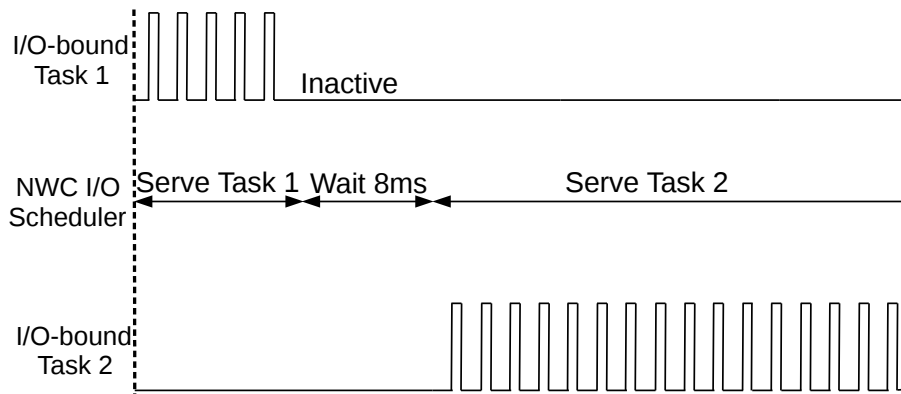 I/O-bound
Task 1
Inactive
NWC I/O
Scheduler
Serve Task 1
Wait 8ms
Serve Task 2
I/O-bound
Task 2